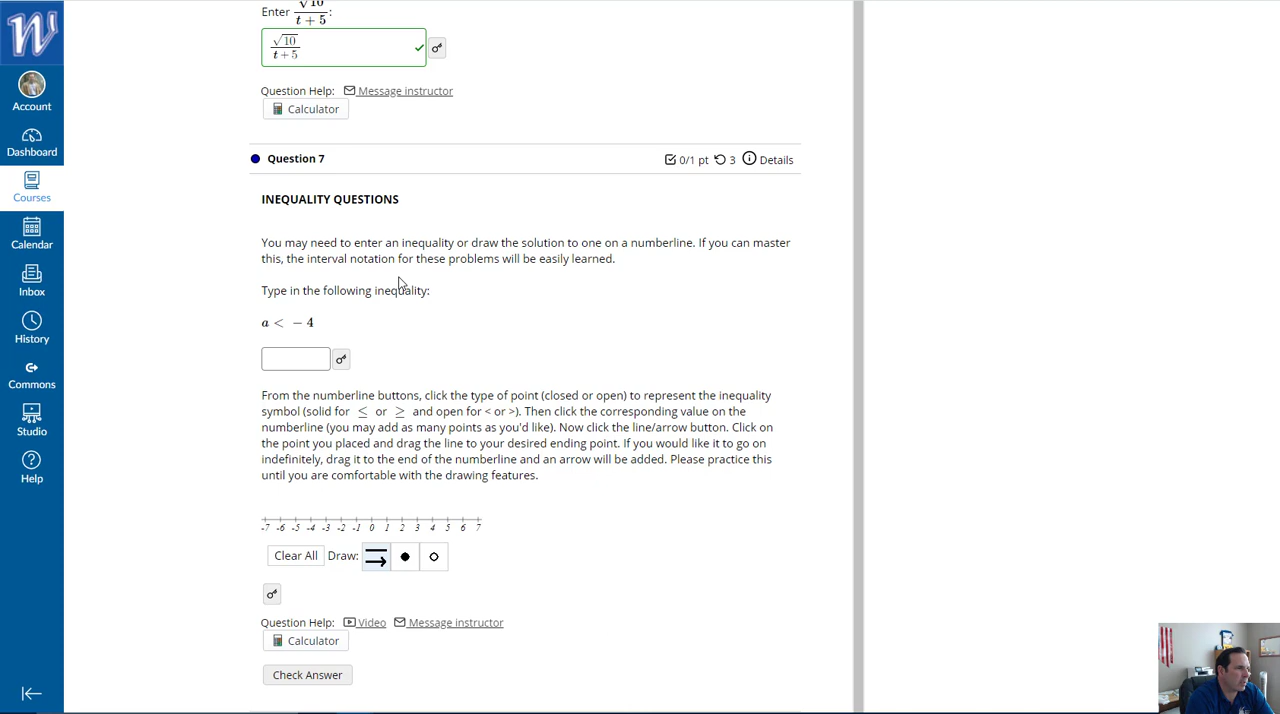 W
Account
Dashboard
Courses
Calendar
Inbox
History
Commons
Studio
Help
Enter √10 / t + 5 :
√10 / t + 5
Question Help: Message instructor
Calculator
Question 7 0/1 pt 3 Details
INEQUALITY QUESTIONS
You may need to enter an inequality or draw the solution to one on a numberline. If you can master
this, the interval notation for these problems will be easily learned.
Type in the following inequality:
a < − 4
From the numberline buttons, click the type of point (closed or open) to represent the inequality
symbol (solid for ≤ or ≥ and open for < or >). Then click the corresponding value on the
numberline (you may add as many points as you'd like). Now click the line/arrow button. Click on
the point you placed and drag the line to your desired ending point. If you would like it to go on
indefinitely, drag it to the end of the numberline and an arrow will be added. Please practice this
until you are comfortable with the drawing features.
-7 -6 -5 -4 -3 -2 -1 0 1 2 3 4 5 6 7
Clear All Draw:
Question Help: Video Message instructor
Calculator
Check Answer